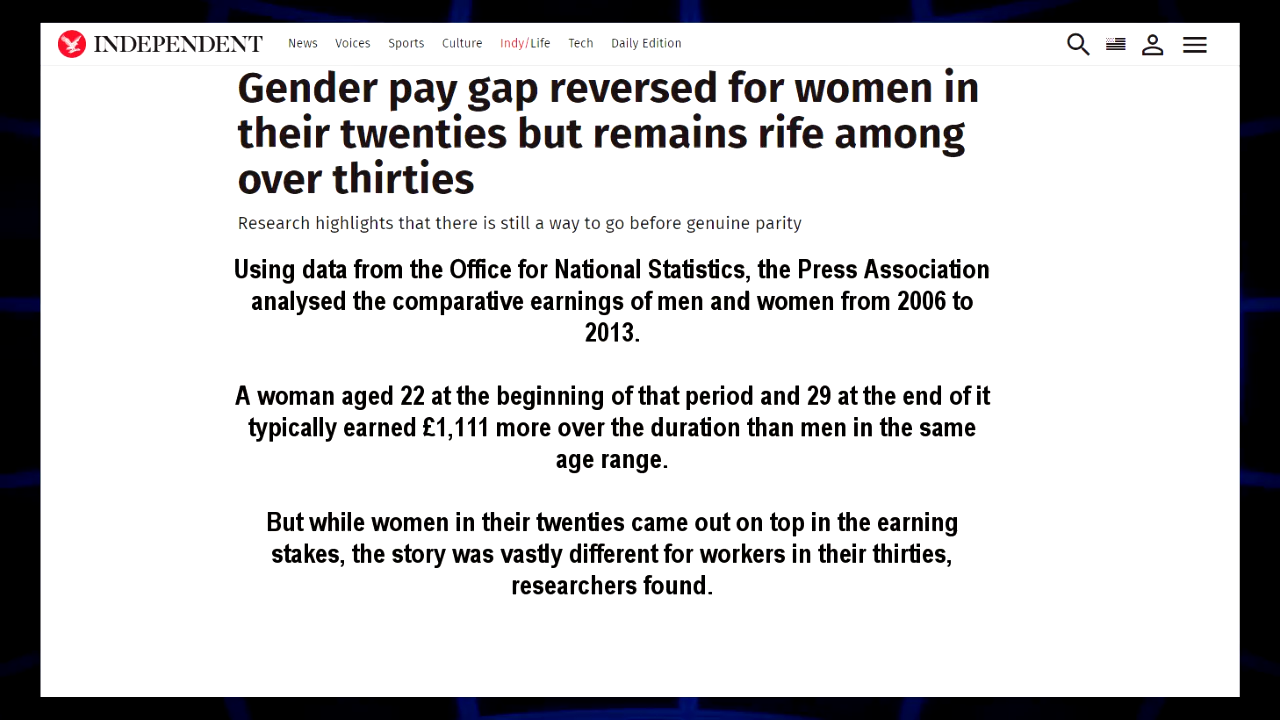 INDEPENDENT News Voices Sports Culture Indy/Life Tech Daily Edition
Gender pay gap reversed for women in
their twenties but remains rife among
over thirties
Research highlights that there is still a way to go before genuine parity
Using data from the Office for National Statistics, the Press Association
analysed the comparative earnings of men and women from 2006 to
2013.
A woman aged 22 at the beginning of that period and 29 at the end of it
typically earned £1,111 more over the duration than men in the same
age range.
But while women in their twenties came out on top in the earning
stakes, the story was vastly different for workers in their thirties,
researchers found.